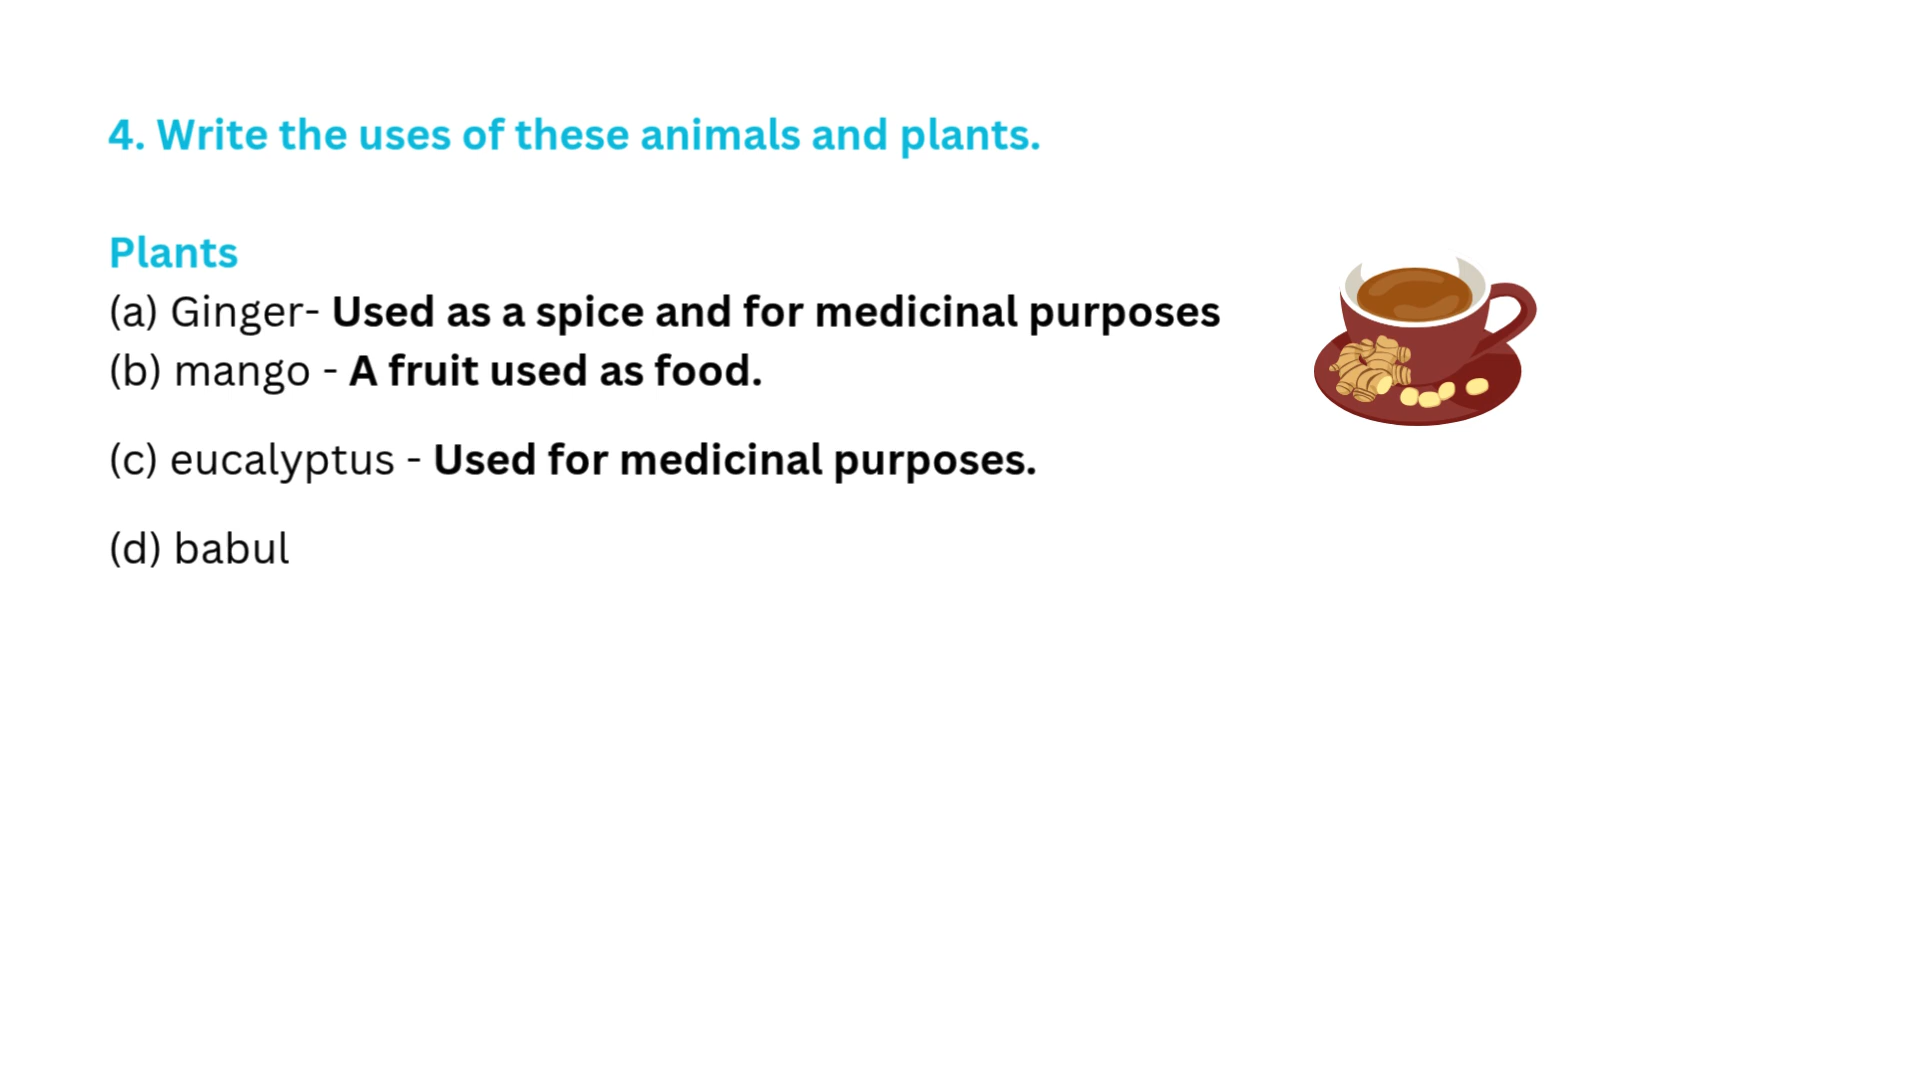 4. Write the uses of these animals and plants.
Plants
(a) Ginger- Used as a spice and for medicinal purposes
(b) mango - A fruit used as food.
(c) eucalyptus - Used for medicinal purposes.
(d) babul